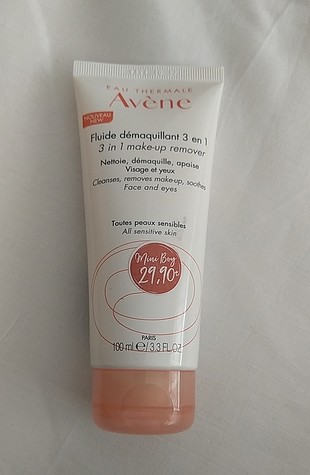 EAU THERMALE
Avène
NOUVEAU
NEW
Fluide démaquillant 3 en 1
3 in 1 make-up remover
Nettoie, démaquille, apaise
Visage et yeux
Cleanses, removes make-up, soothes
Face and eyes
Toutes peaux sensibles
All sensitive skin
Mini Boy
29,90₺
PARIS
100 ml ℮/3.3 FL.OZ